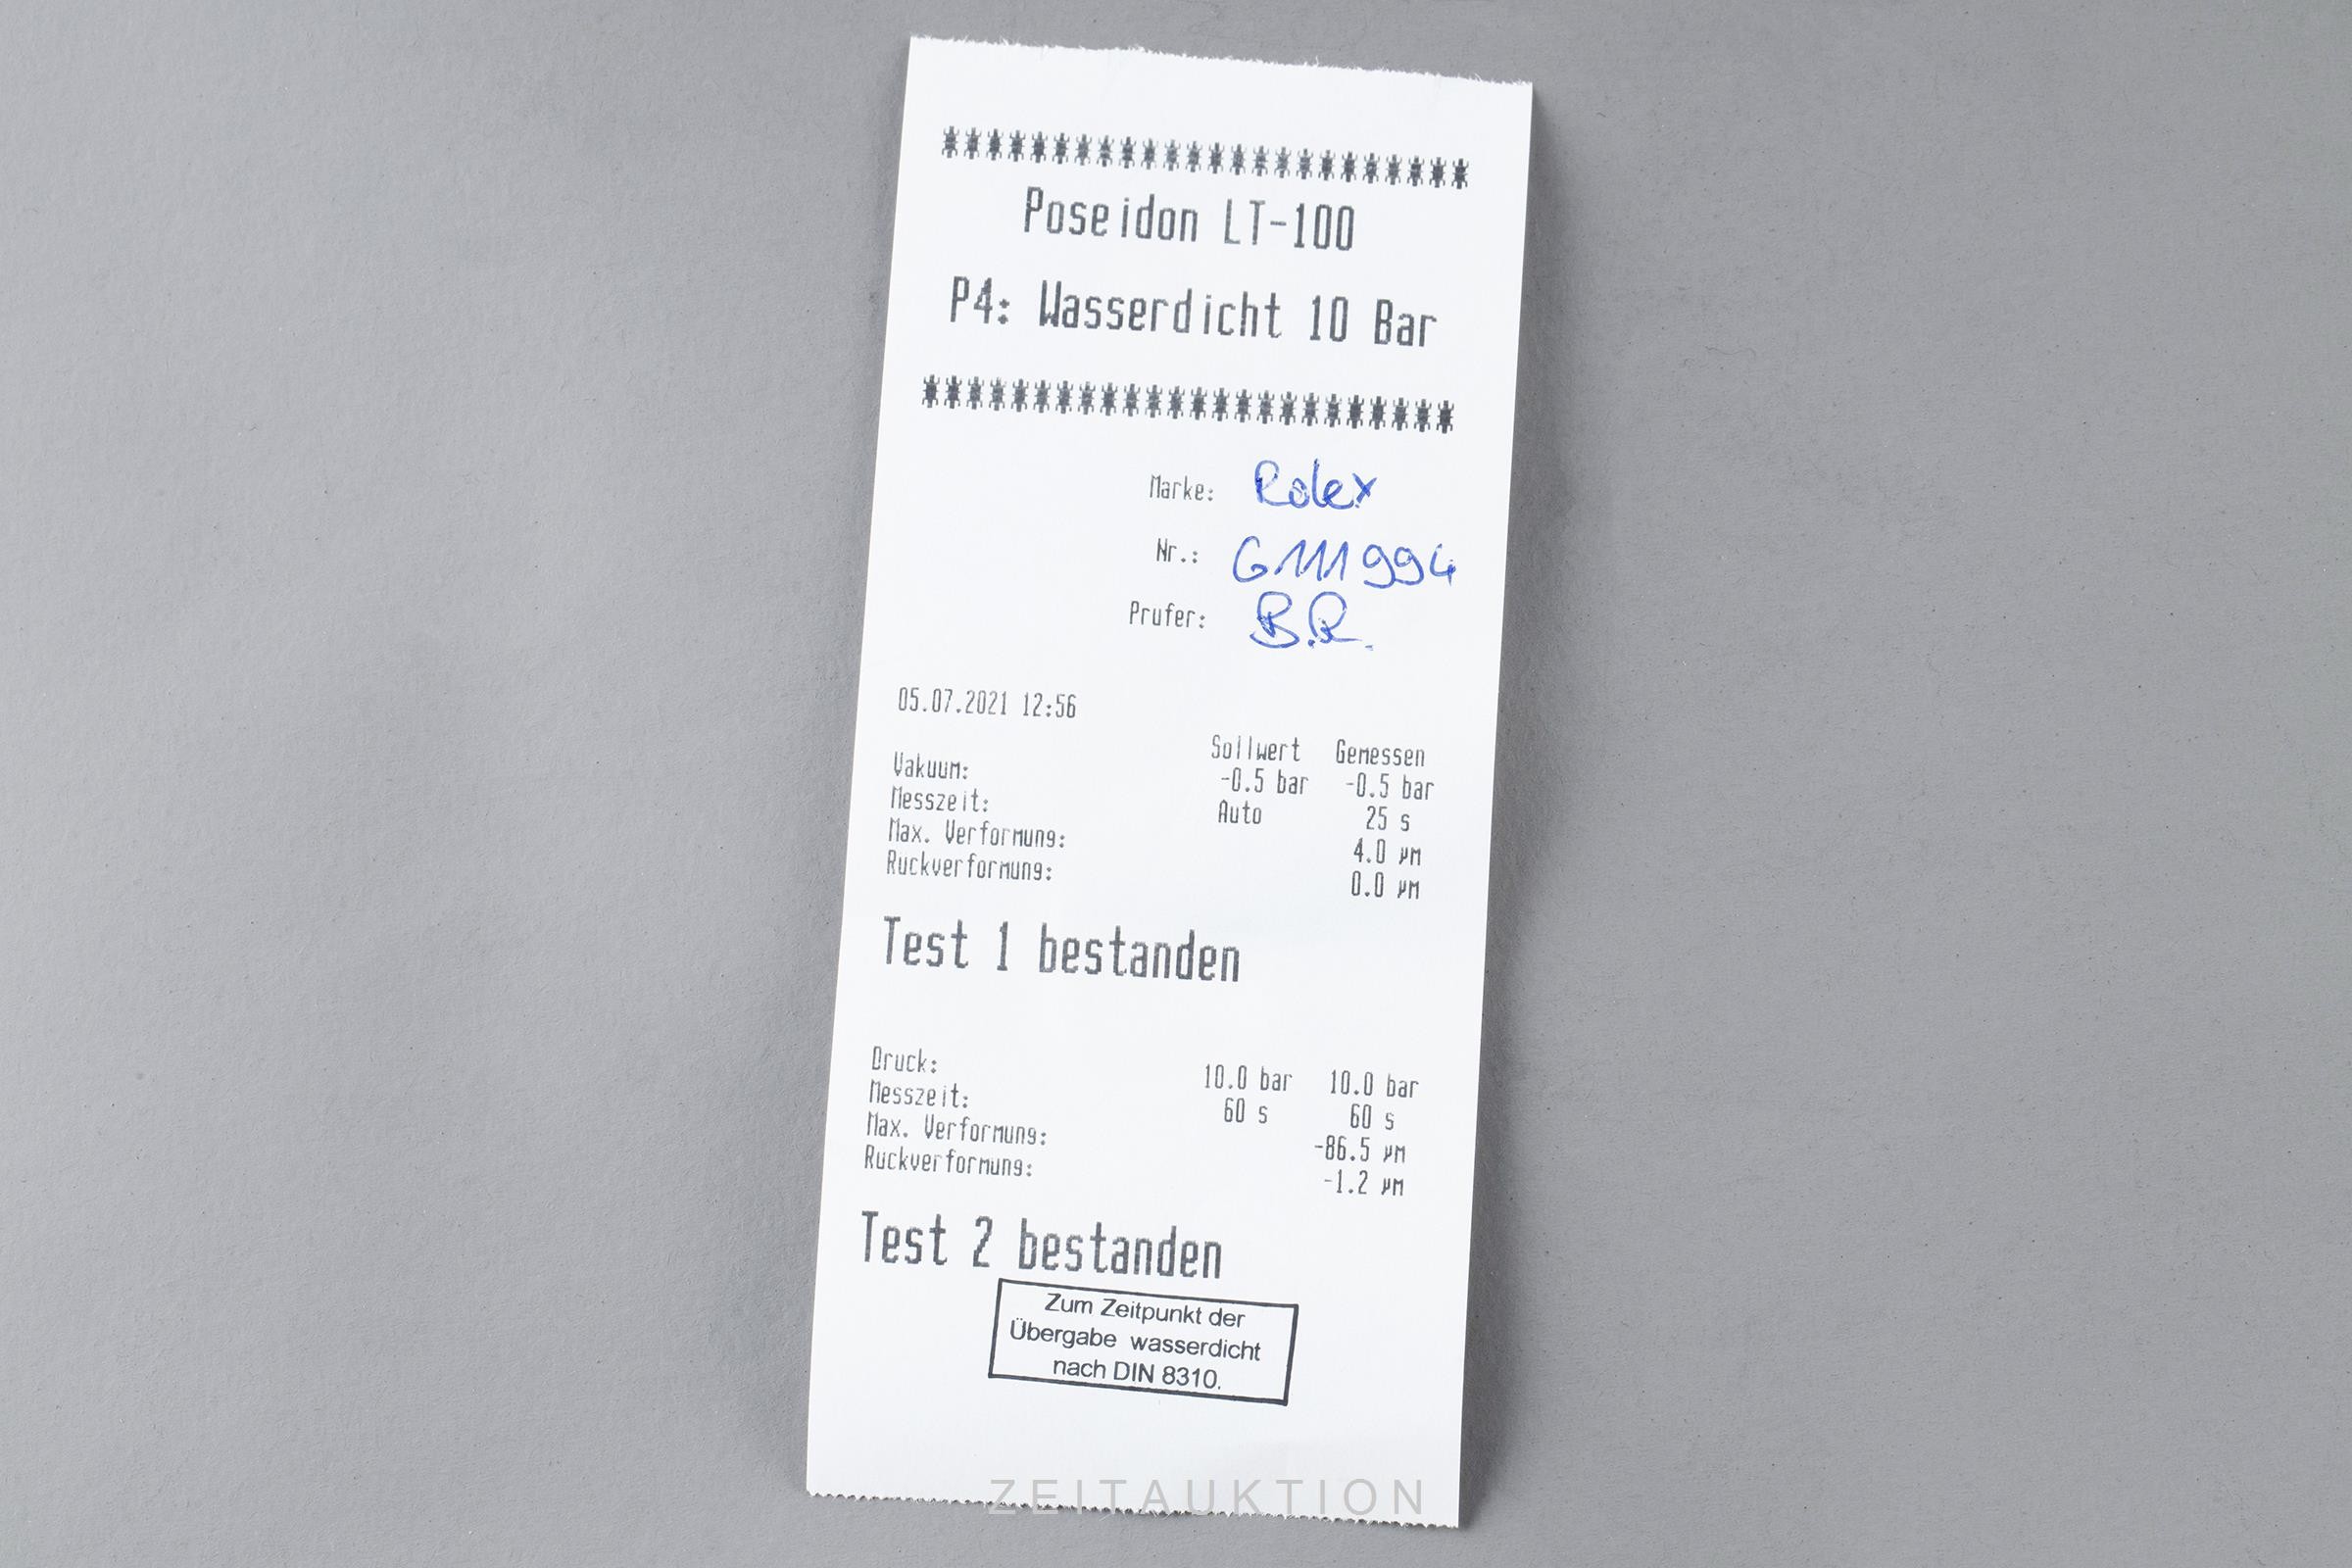 ************************
Poseidon LT-100
P4: Wasserdicht 10 Bar
************************
Marke: Rolex
Nr.: G111994
Prufer: B.R.
05.07.2021 12:56
Sollwert Gemessen
Vakuum: -0.5 bar -0.5 bar
Messzeit: Auto 25 s
Max. Verformung: 4.0 µm
Ruckverformung: 0.0 µm
Test 1 bestanden
Druck: 10.0 bar 10.0 bar
Messzeit: 60 s 60 s
Max. Verformung: -86.5 µm
Ruckverformung: -1.2 µm
Test 2 bestanden
Zum Zeitpunkt der
Übergabe wasserdicht
nach DIN 8310.
ZEITAUKTION